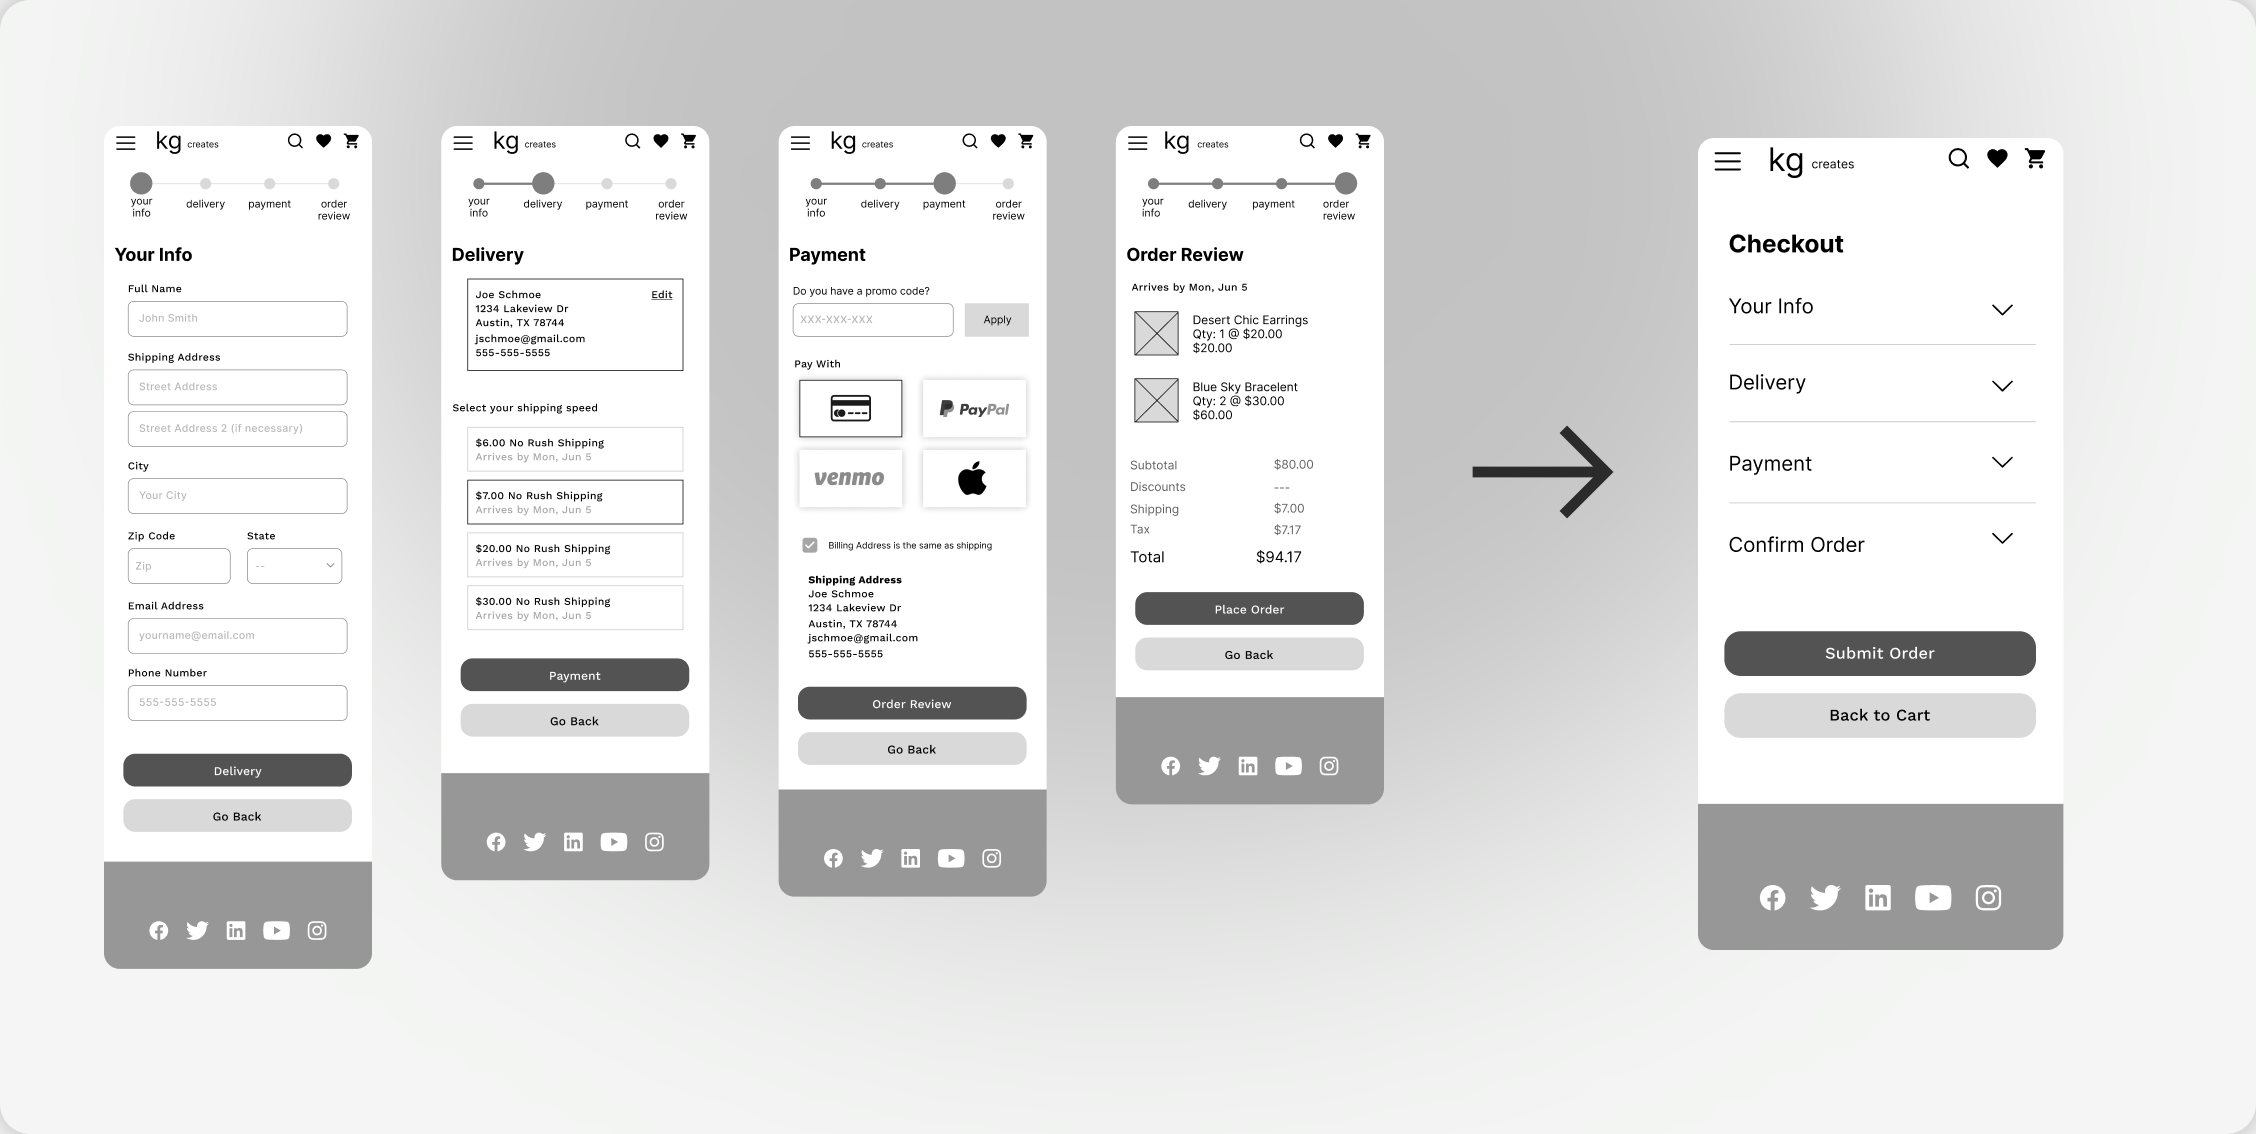 kg creates
your info
delivery
payment
order review
Your Info
Full Name
John Smith
Shipping Address
Street Address
Street Address 2 (if necessary)
City
Your City
Zip Code State
Zip --
Email Address
yourname@email.com
Phone Number
555-555-5555
Delivery
Go Back
kg creates
your info
delivery
payment
order review
Delivery
Joe Schmoe Edit
1234 Lakeview Dr
Austin, TX 78744
jschmoe@gmail.com
555-555-5555
Select your shipping speed
$6.00 No Rush Shipping
Arrives by Mon, Jun 5
$7.00 No Rush Shipping
Arrives by Mon, Jun 5
$20.00 No Rush Shipping
Arrives by Mon, Jun 5
$30.00 No Rush Shipping
Arrives by Mon, Jun 5
Payment
Go Back
kg creates
your info
delivery
payment
order review
Payment
Do you have a promo code?
XXX-XXX-XXX Apply
Pay With
PayPal
venmo
Billing Address is the same as shipping
Shipping Address
Joe Schmoe
1234 Lakeview Dr
Austin, TX 78744
jschmoe@gmail.com
555-555-5555
Order Review
Go Back
kg creates
your info
delivery
payment
order review
Order Review
Arrives by Mon, Jun 5
Desert Chic Earrings
Qty: 1 @ $20.00
$20.00
Blue Sky Bracelent
Qty: 2 @ $30.00
$60.00
Subtotal $80.00
Discounts ---
Shipping $7.00
Tax $7.17
Total $94.17
Place Order
Go Back
kg creates
Checkout
Your Info
Delivery
Payment
Confirm Order
Submit Order
Back to Cart